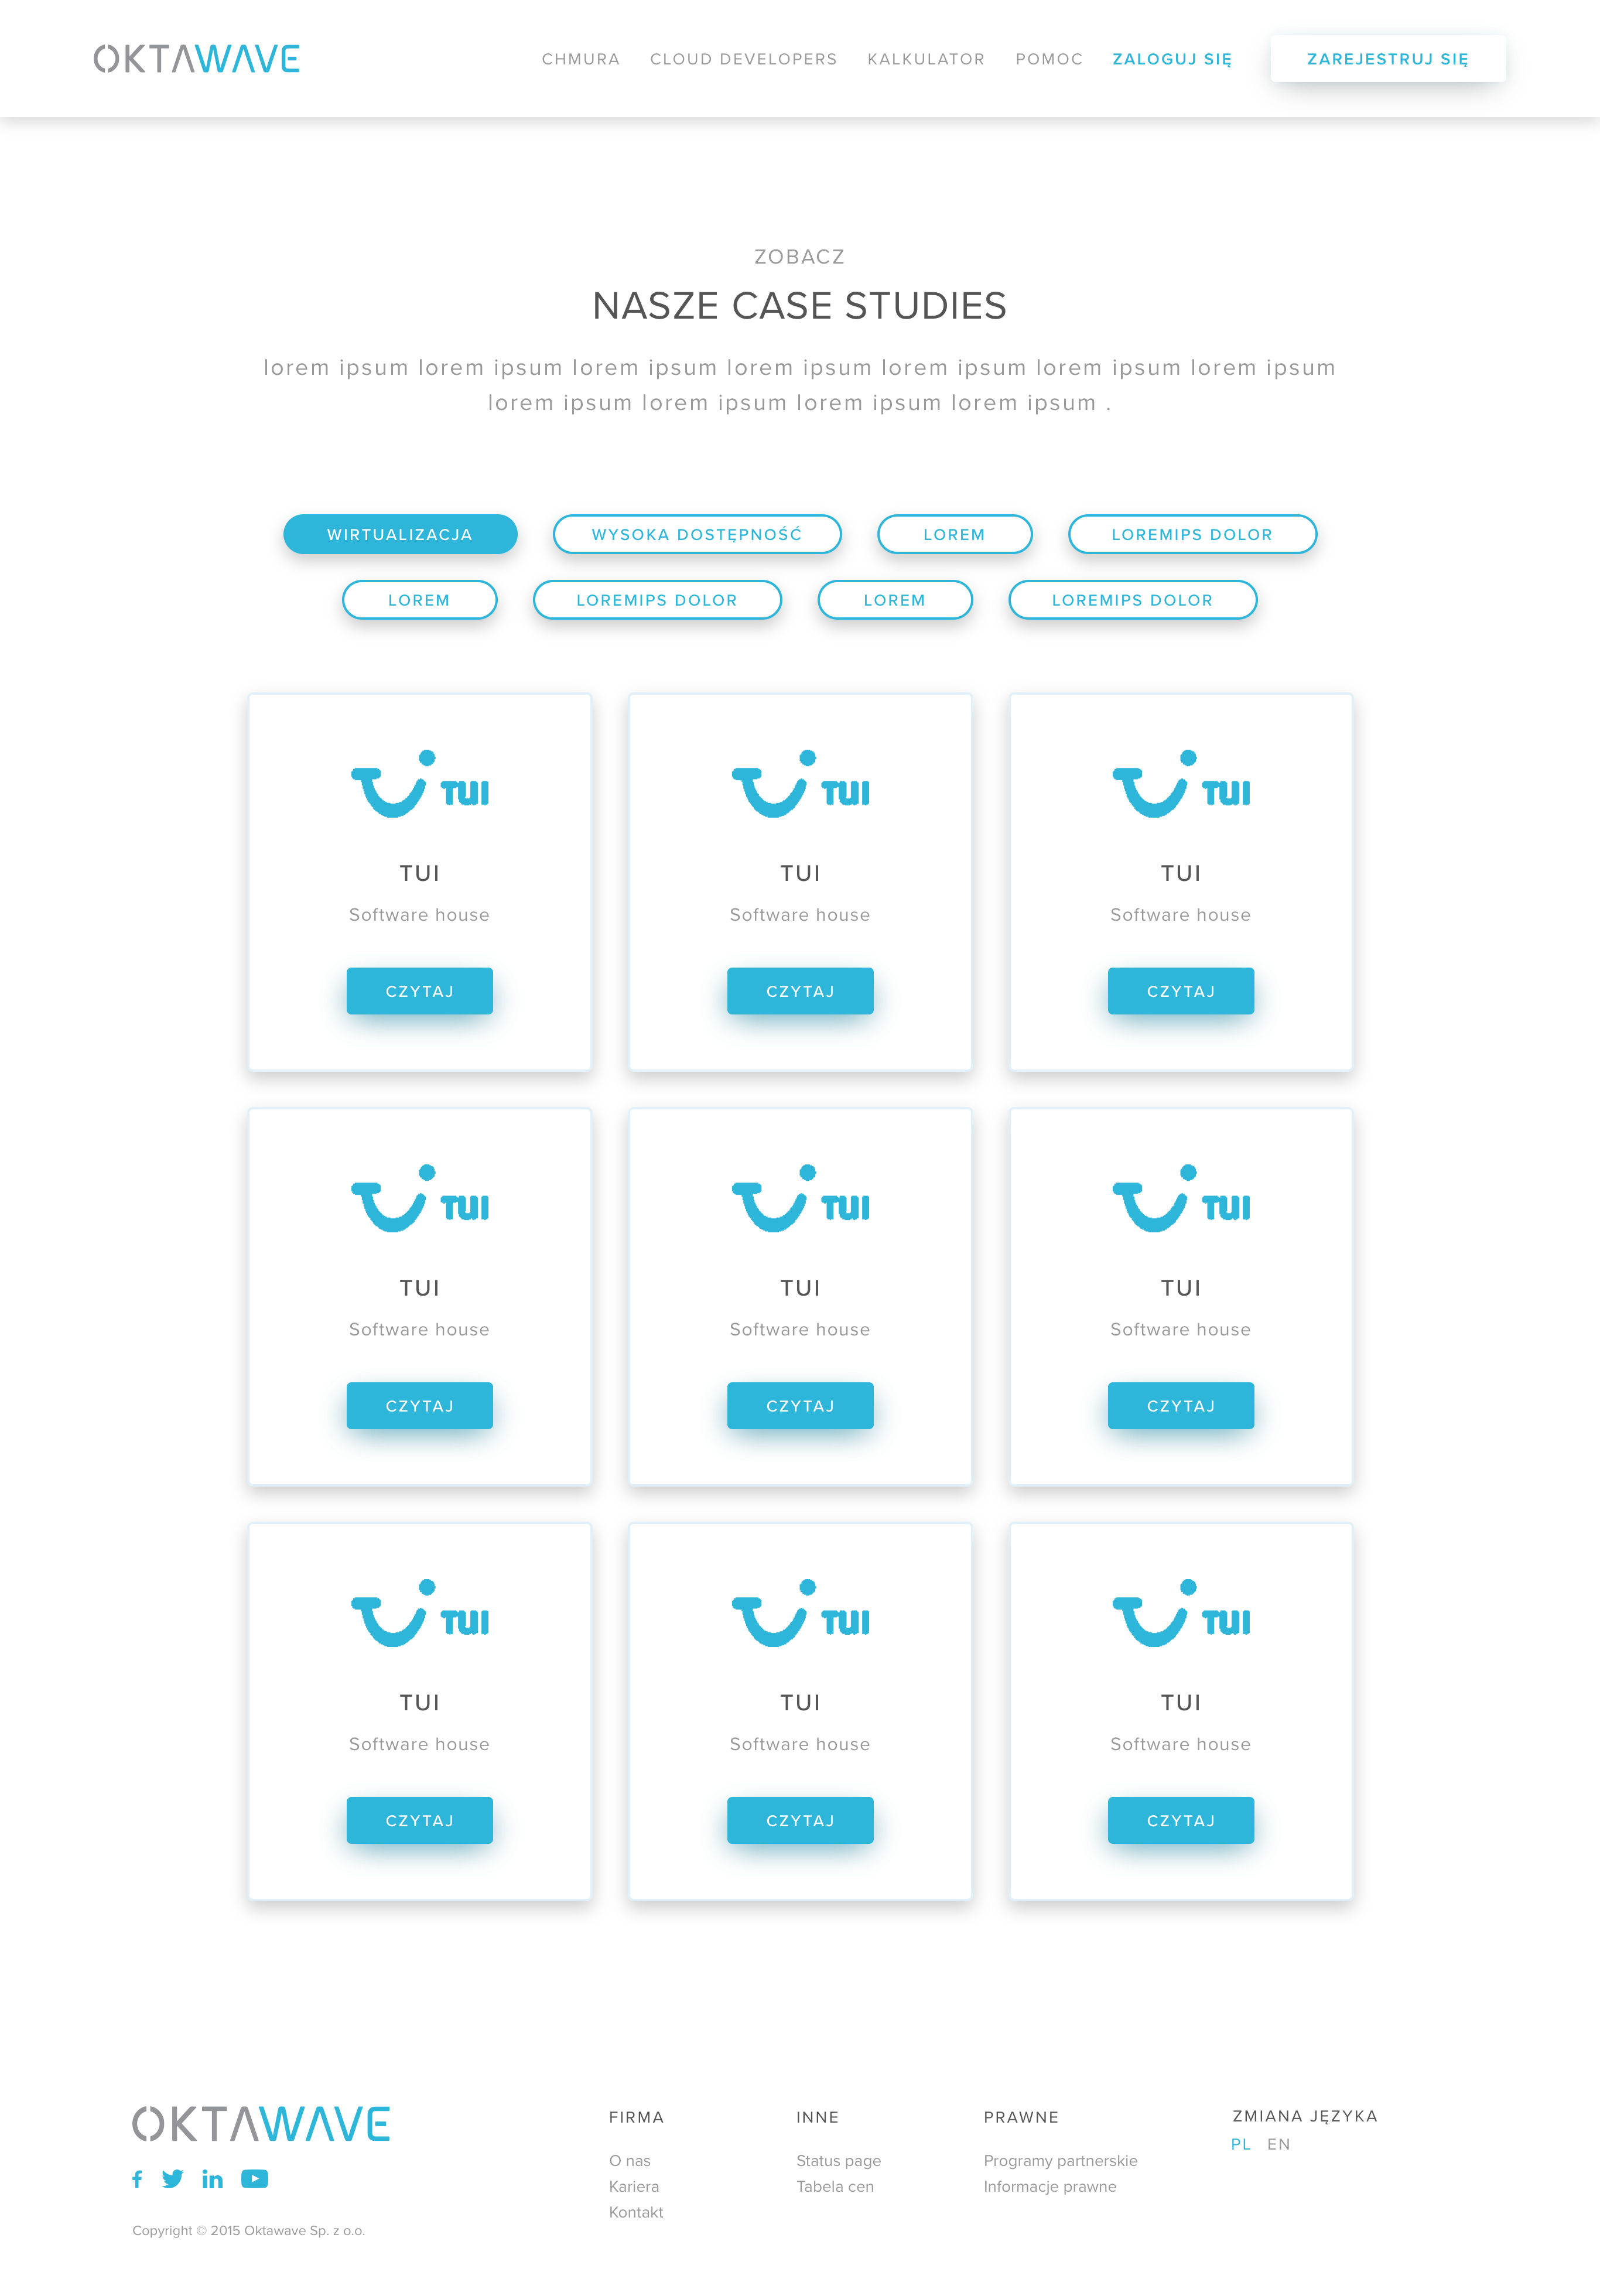 OKTAWAVE CHMURA CLOUD DEVELOPERS KALKULATOR POMOC ZALOGUJ SIĘ ZAREJESTRUJ SIĘ
ZOBACZ
NASZE CASE STUDIES
lorem ipsum lorem ipsum lorem ipsum lorem ipsum lorem ipsum lorem ipsum lorem ipsum
lorem ipsum lorem ipsum lorem ipsum lorem ipsum .
WIRTUALIZACJA WYSOKA DOSTĘPNOŚĆ LOREM LOREMIPS DOLOR
LOREM LOREMIPS DOLOR LOREM LOREMIPS DOLOR
TUI TUI TUI
TUI TUI TUI
Software house Software house Software house
CZYTAJ CZYTAJ CZYTAJ
TUI TUI TUI
TUI TUI TUI
Software house Software house Software house
CZYTAJ CZYTAJ CZYTAJ
TUI TUI TUI
TUI TUI TUI
Software house Software house Software house
CZYTAJ CZYTAJ CZYTAJ
OKTAWAVE
Copyright © 2015 Oktawave Sp. z o.o.
FIRMA
O nas
Kariera
Kontakt
INNE
Status page
Tabela cen
PRAWNE
Programy partnerskie
Informacje prawne
ZMIANA JĘZYKA
PL EN